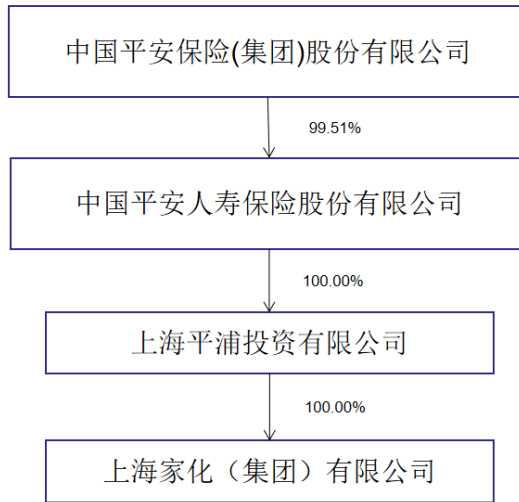 中国平安保险(集团)股份有限公司
99.51%
中国平安人寿保险股份有限公司
100.00%
上海平浦投资有限公司
100.00%
上海家化（集团）有限公司